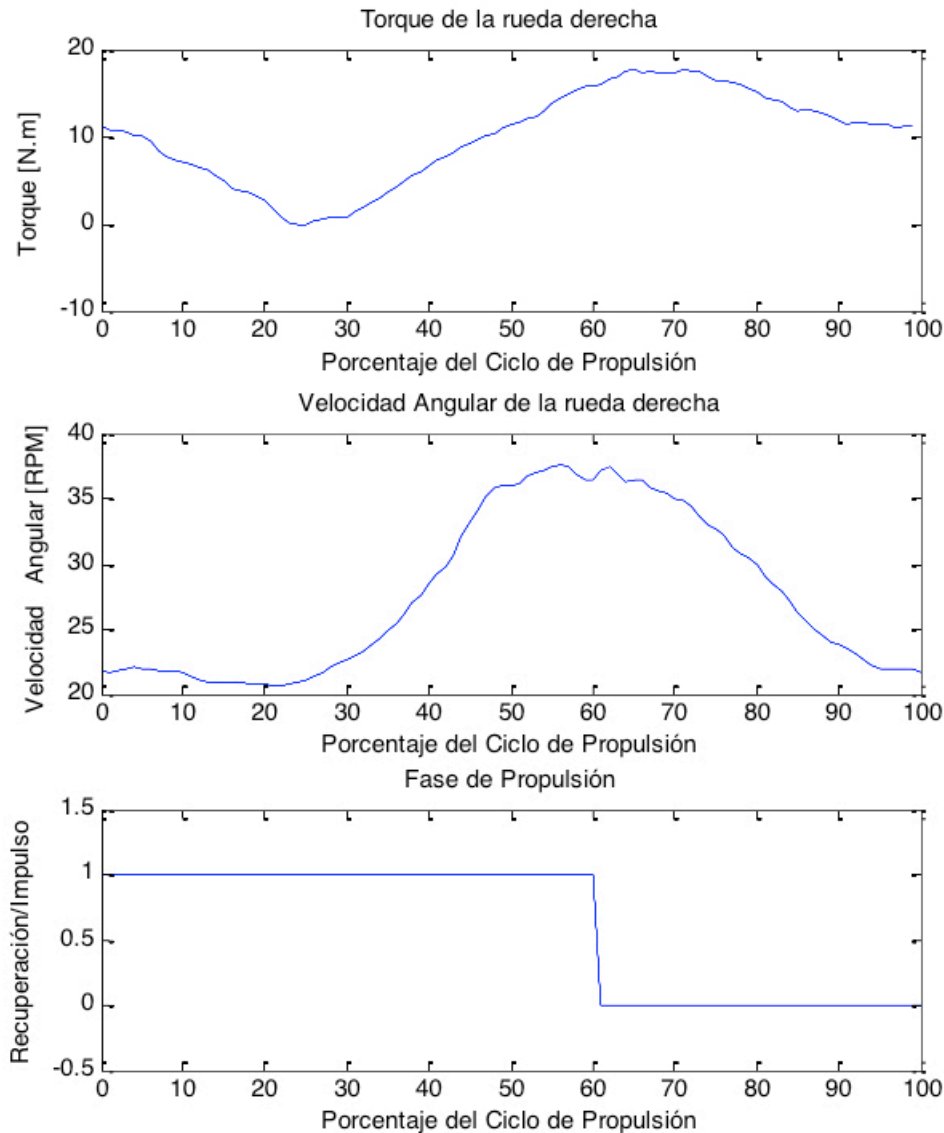 Torque de la rueda derecha
Torque [N.m]
20
10
0
-10
0 10 20 30 40 50 60 70 80 90 100
Porcentaje del Ciclo de Propulsión
Velocidad Angular de la rueda derecha
Velocidad Angular [RPM]
40
35
30
25
20
0 10 20 30 40 50 60 70 80 90 100
Porcentaje del Ciclo de Propulsión
Fase de Propulsión
Recuperación/Impulso
1.5
1
0.5
0
-0.5
0 10 20 30 40 50 60 70 80 90 100
Porcentaje del Ciclo de Propulsión